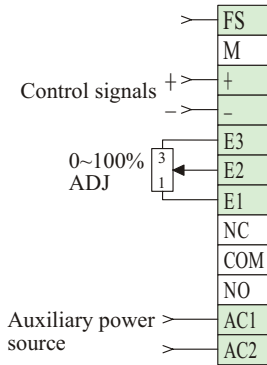 FS
M
Control signals + +
− −
E3
0~100% 3 E2
ADJ 1 E1
NC
COM
NO
Auxiliary power AC1
source AC2